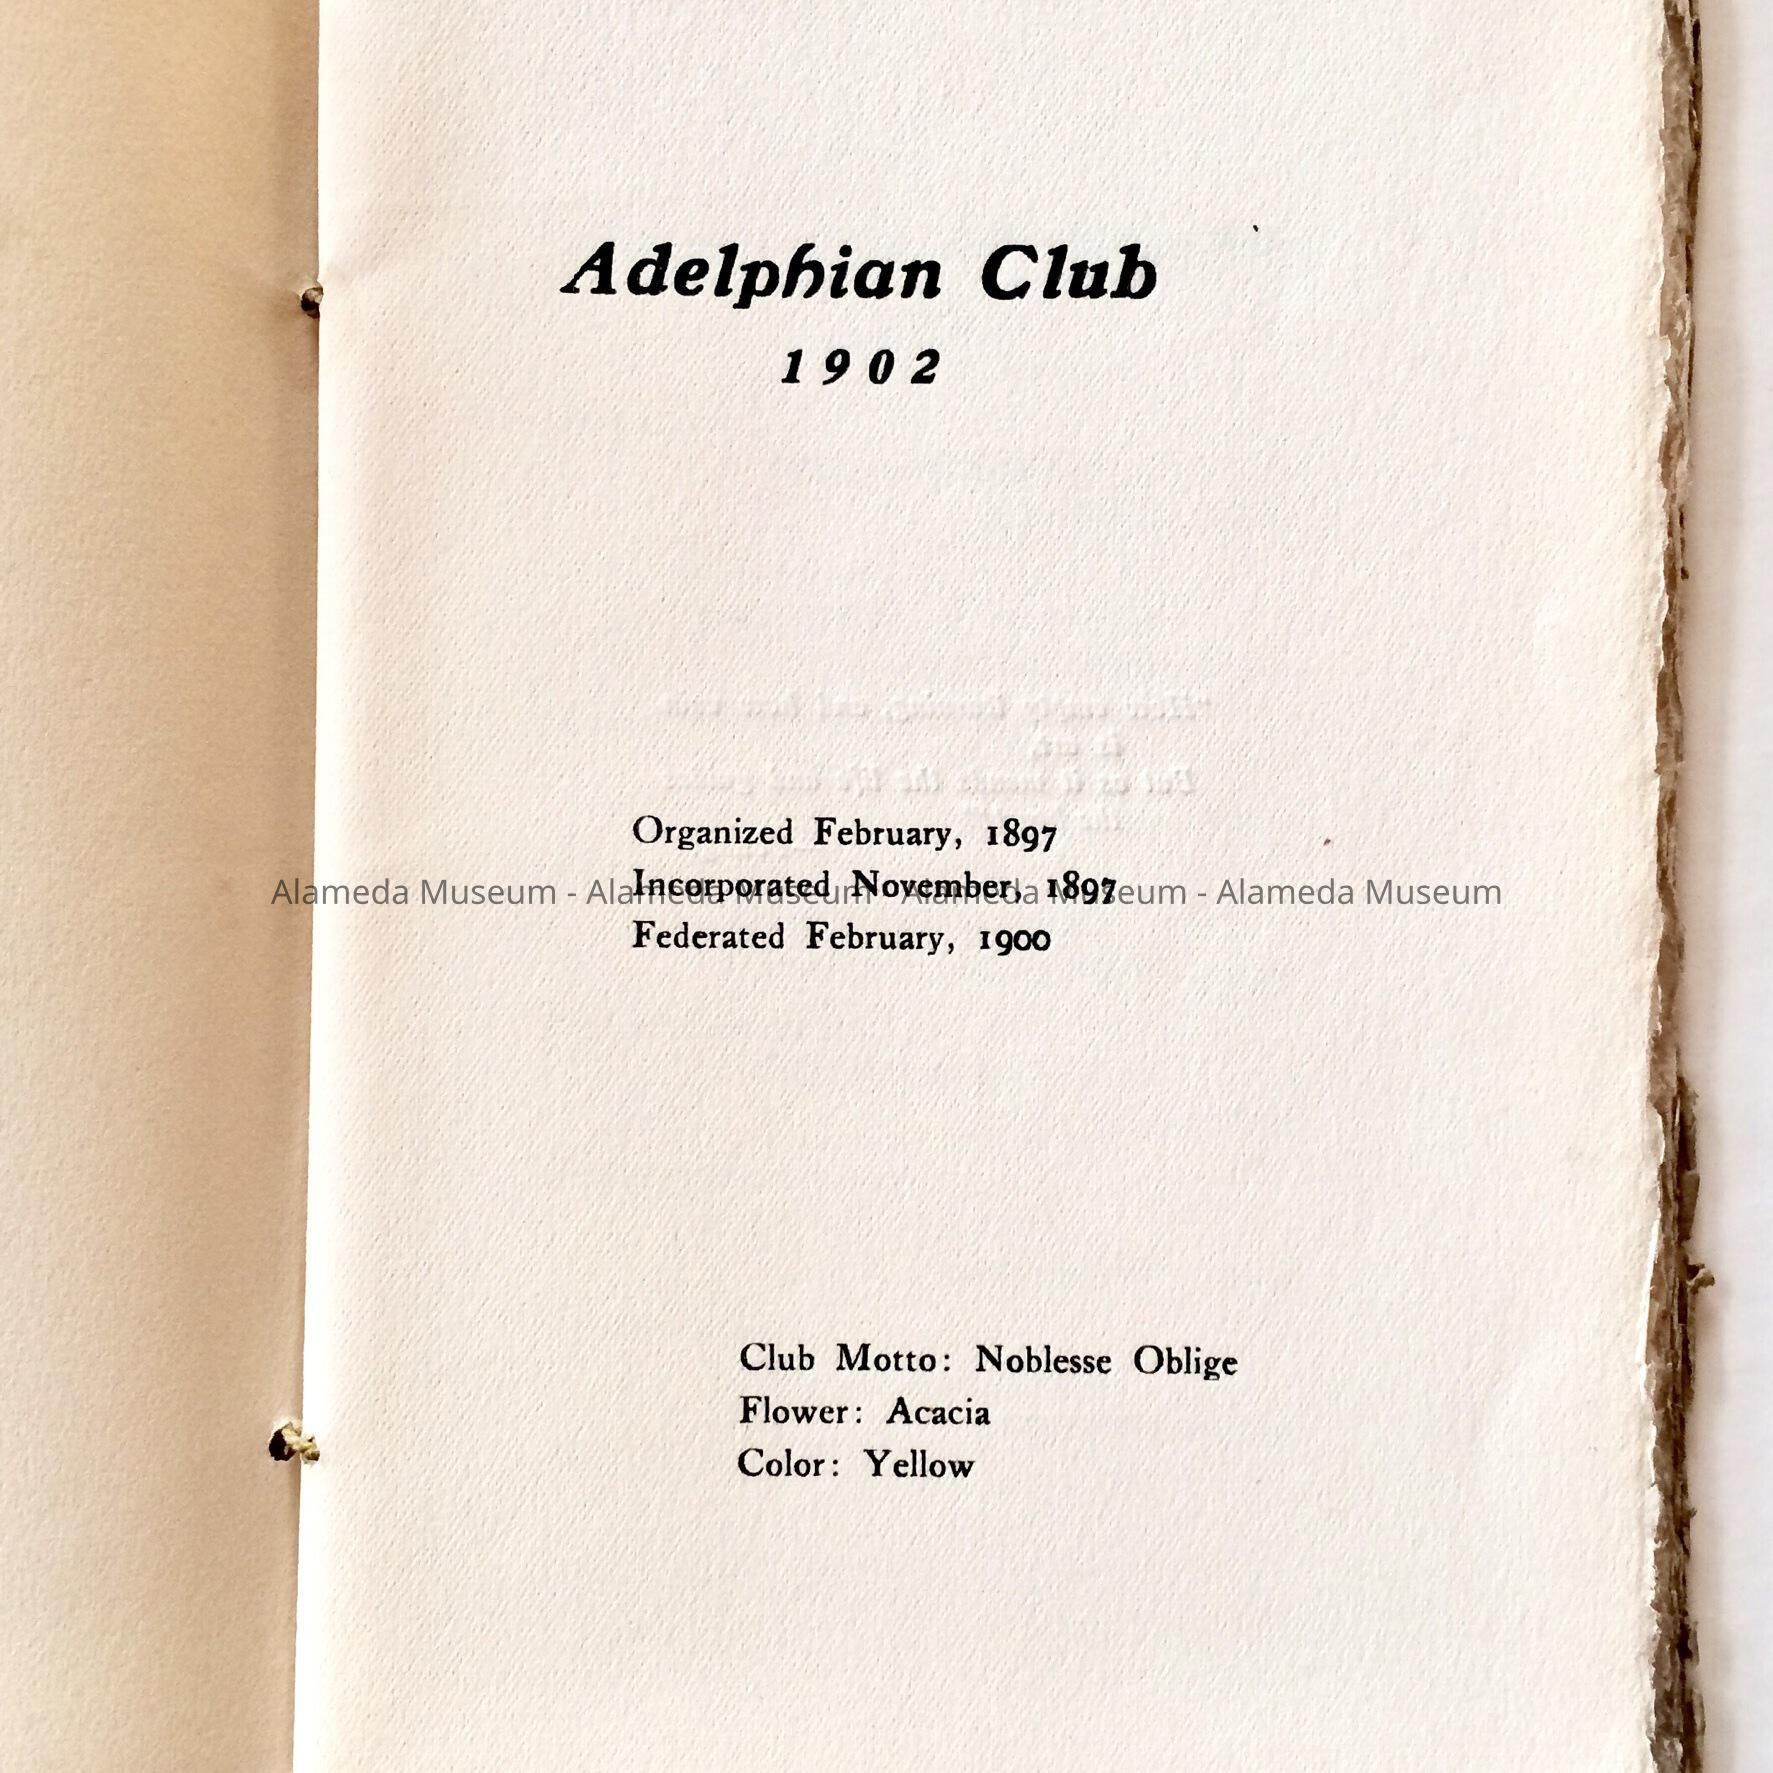 Adelphian Club
1902
Organized February, 1897
Incorporated November, 1897
Alameda Museum - Alameda Museum - Alameda Museum - Alameda Museum
Federated February, 1900
Club Motto: Noblesse Oblige
Flower: Acacia
Color: Yellow